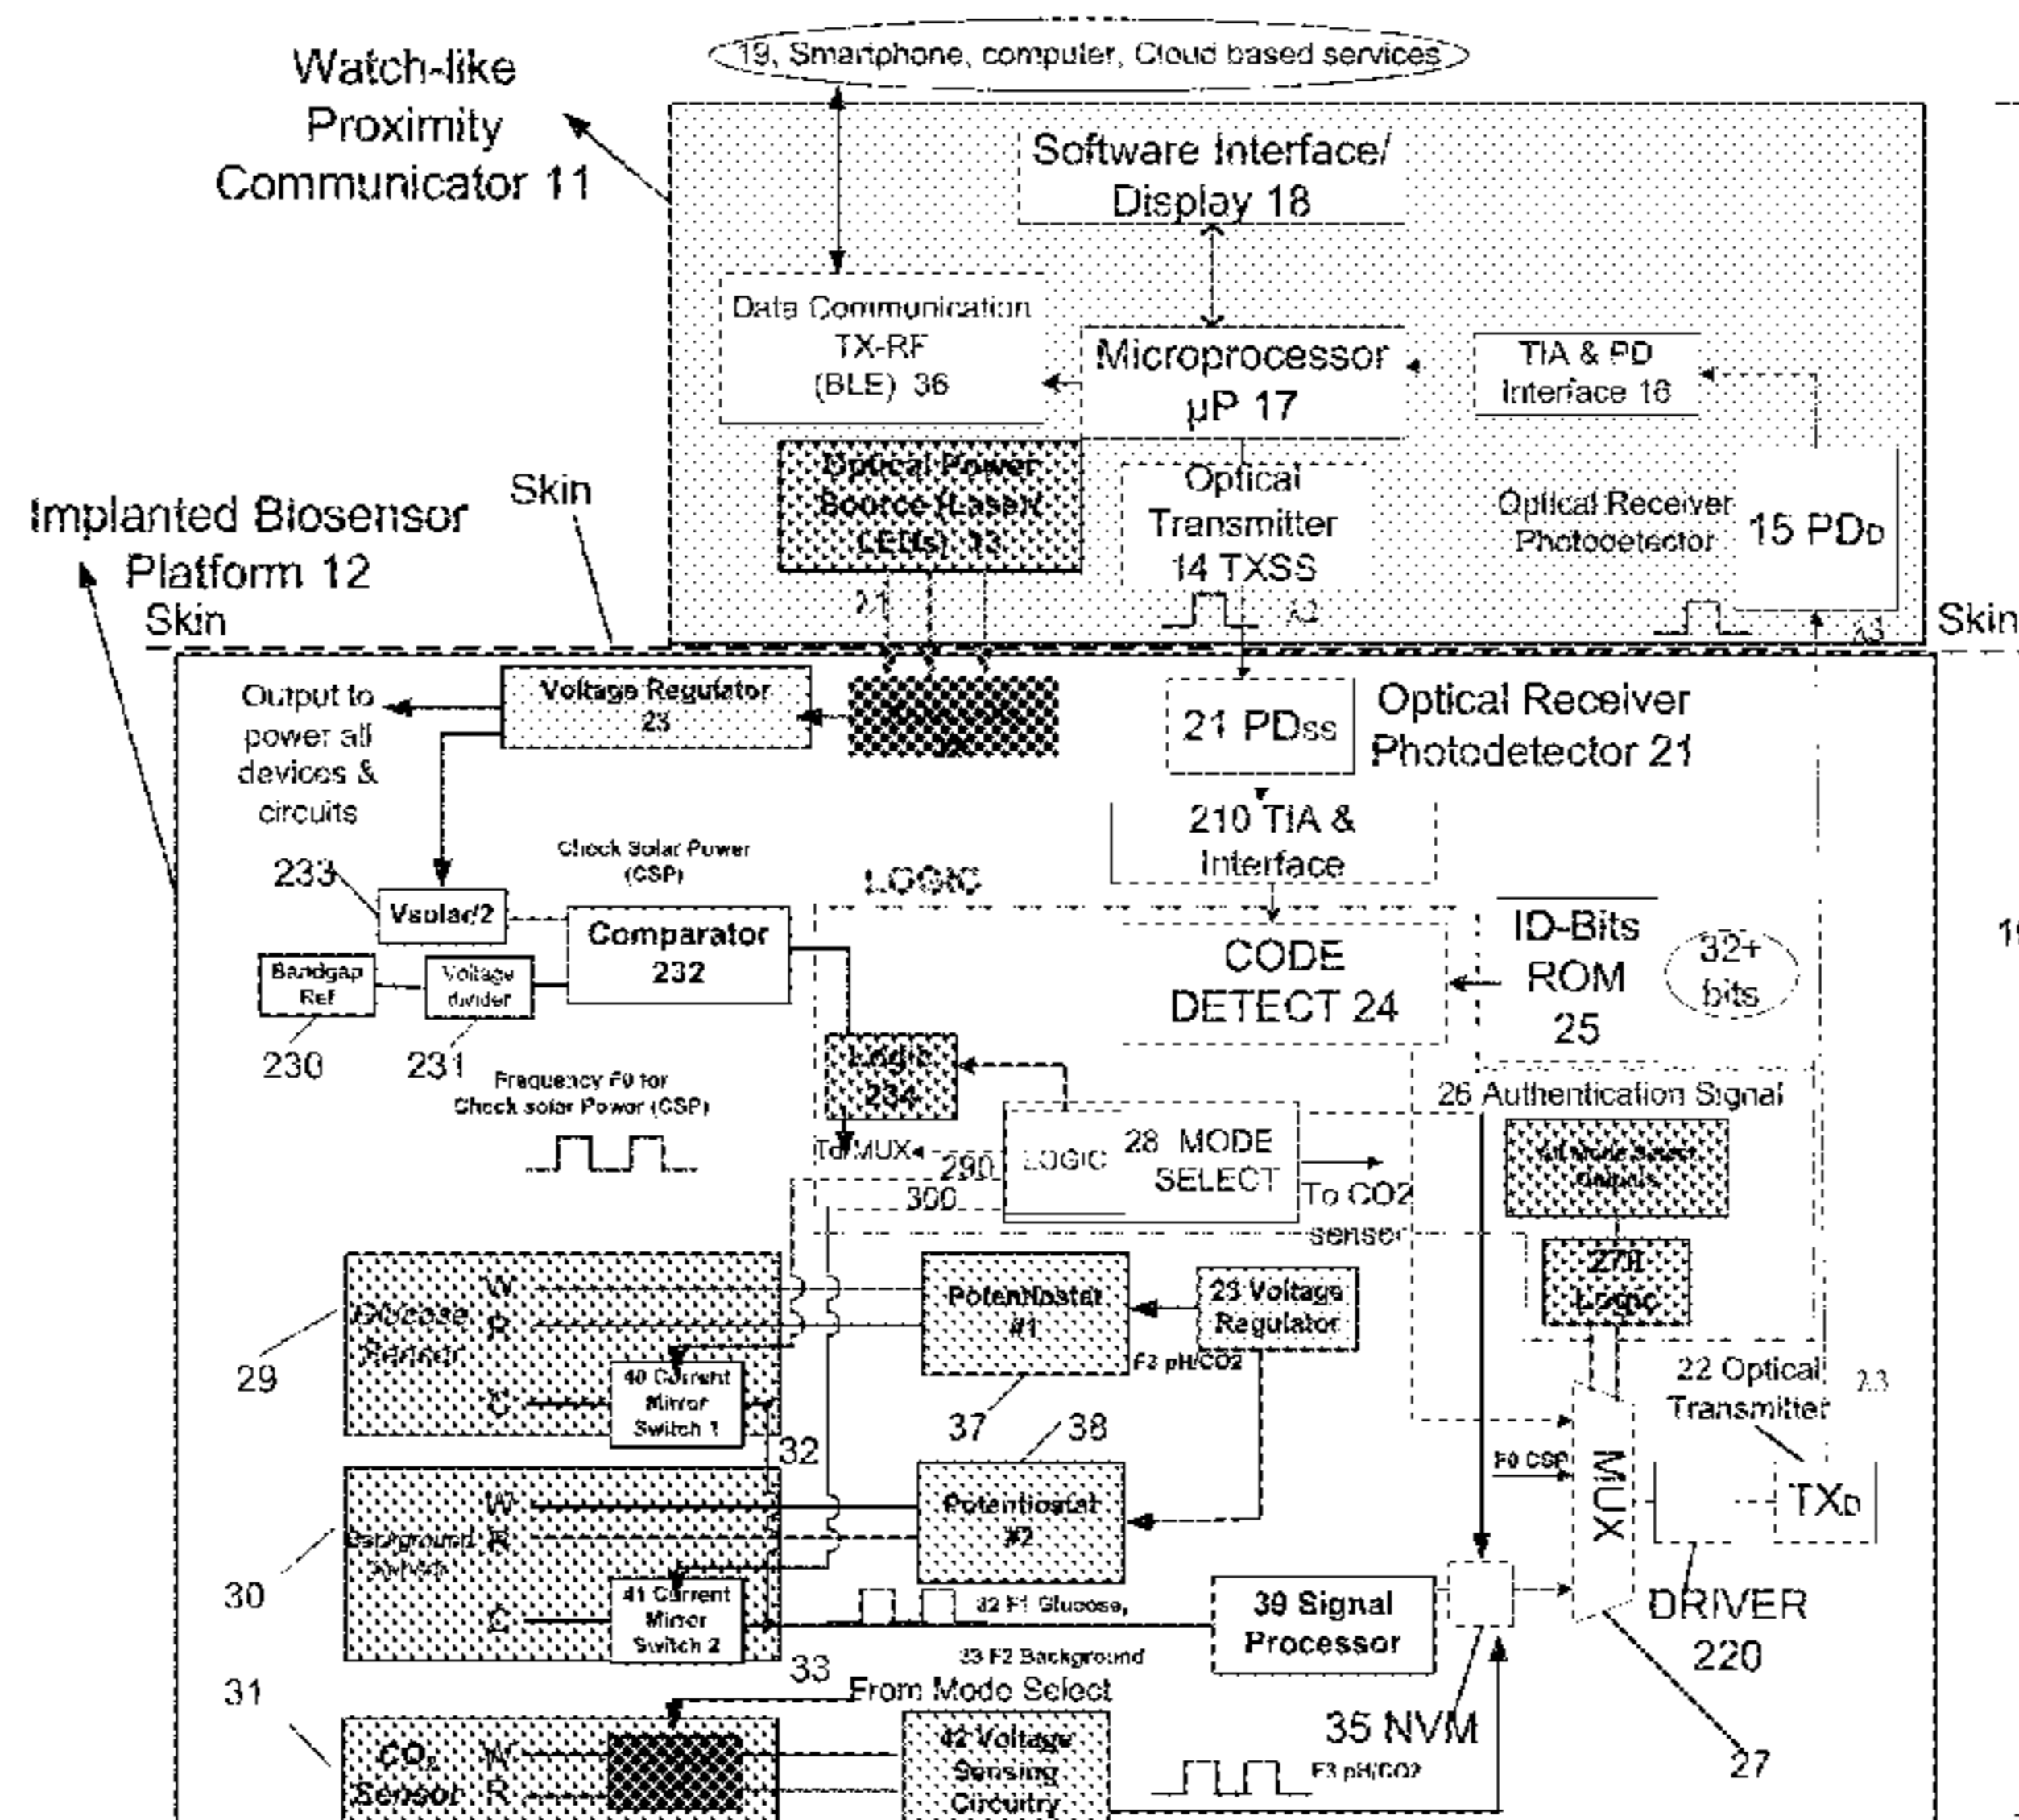 19, Smartphone, computer, Cloud based services
Watch-like
Proximity
Communicator 11
Software Interface/
Display 18
Data Communication
TX-RF
(BLE) 36
Microprocessor
µP 17
TIA & PD
Interface 16
Optical Power
Source (Laser/
LEDs) 13
Optical
Transmitter
14 TXSS
Optical Receiver
Photodetector
15 PDD
Skin
Implanted Biosensor
Platform 12
Skin
λ1
λ2
λ3
Skin
Output to
power all
devices &
circuits
Voltage Regulator
23
21 PDSS
Optical Receiver
Photodetector 21
210 TIA &
Interface
Check Solar Power
(CSP)
233
Vsolar/2
LOGIC
Comparator
232
Bandgap
Ref
Voltage
divider
230
231
CODE
DETECT 24
ID-Bits
ROM
25
32+
bits
19
Frequency F0 for
Check solar Power (CSP)
Logic
234
26 Authentication Signal
To MUX
290
300
LOGIC
28 MODE
SELECT
To CO2
sensor
All Mode Select
Outputs
270
Logic
Glucose
Sensor
W
R
C
29
40 Current
Mirror
Switch 1
32
Potentiostat
#1
23 Voltage
Regulator
F3 pH/CO2
37
38
22 Optical
Transmitter
λ3
F0 CSP
MUX
TXD
DRIVER
220
27
Background
W
R
C
30
41 Current
Mirror
Switch 2
33
Potentiostat
#2
32 F1 Glucose,
33 F2 Background
39 Signal
Processor
35 NVM
From Mode Select
31
CO2
Sensor
W
R
42 Voltage
Sensing
Circuitry
F3 pH/CO2